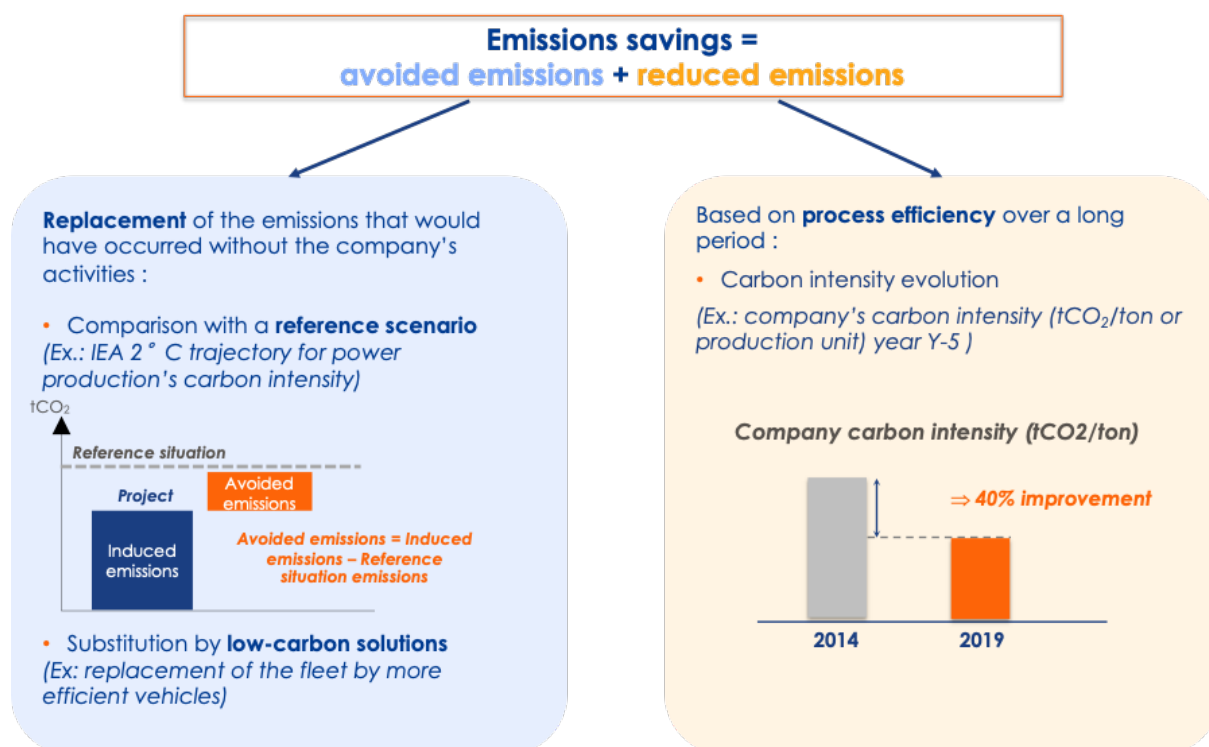 Emissions savings =
avoided emissions + reduced emissions
Replacement of the emissions that would
have occurred without the company's
activities :
• Comparison with a reference scenario
(Ex.: IEA 2° C trajectory for power
production's carbon intensity)
tCO₂
Reference situation
Project
Avoided
emissions
Induced
emissions
Avoided emissions = Induced
emissions – Reference
situation emissions
• Substitution by low-carbon solutions
(Ex: replacement of the fleet by more
efficient vehicles)
Based on process efficiency over a long
period :
• Carbon intensity evolution
(Ex.: company's carbon intensity (tCO₂/ton or
production unit) year Y-5 )
Company carbon intensity (tCO2/ton)
⇒ 40% improvement
2014
2019